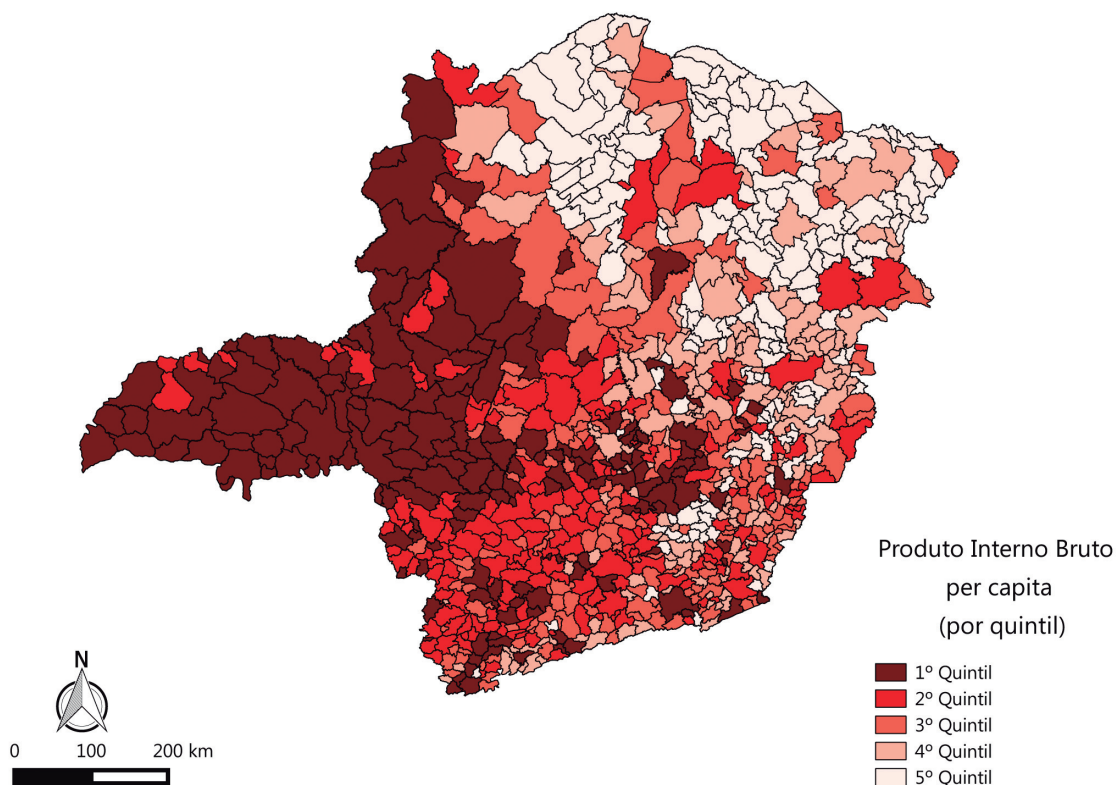 Produto Interno Bruto
per capita
(por quintil)
1º Quintil
2º Quintil
3º Quintil
4º Quintil
5º Quintil
N
0 100 200 km